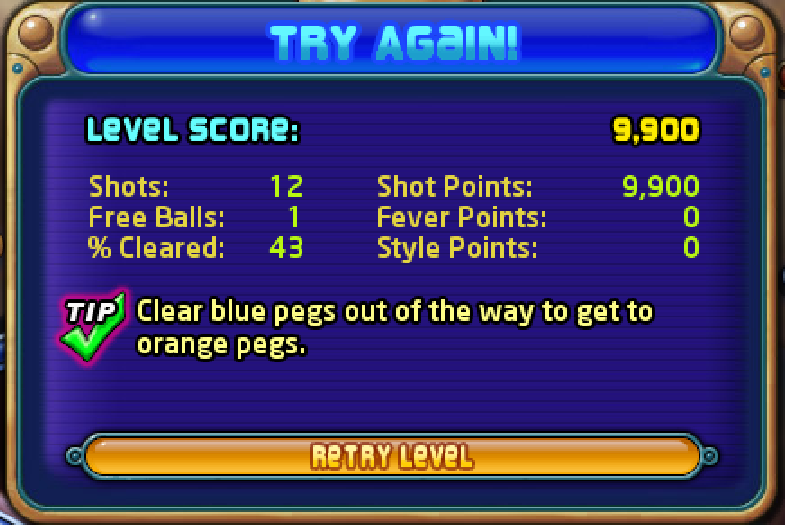 TRY AGAIN!
LEVEL SCORE: 9,900
Shots: 12 Shot Points: 9,900
Free Balls: 1 Fever Points: 0
% Cleared: 43 Style Points: 0
TIP Clear blue pegs out of the way to get to
orange pegs.
RETRY LEVEL